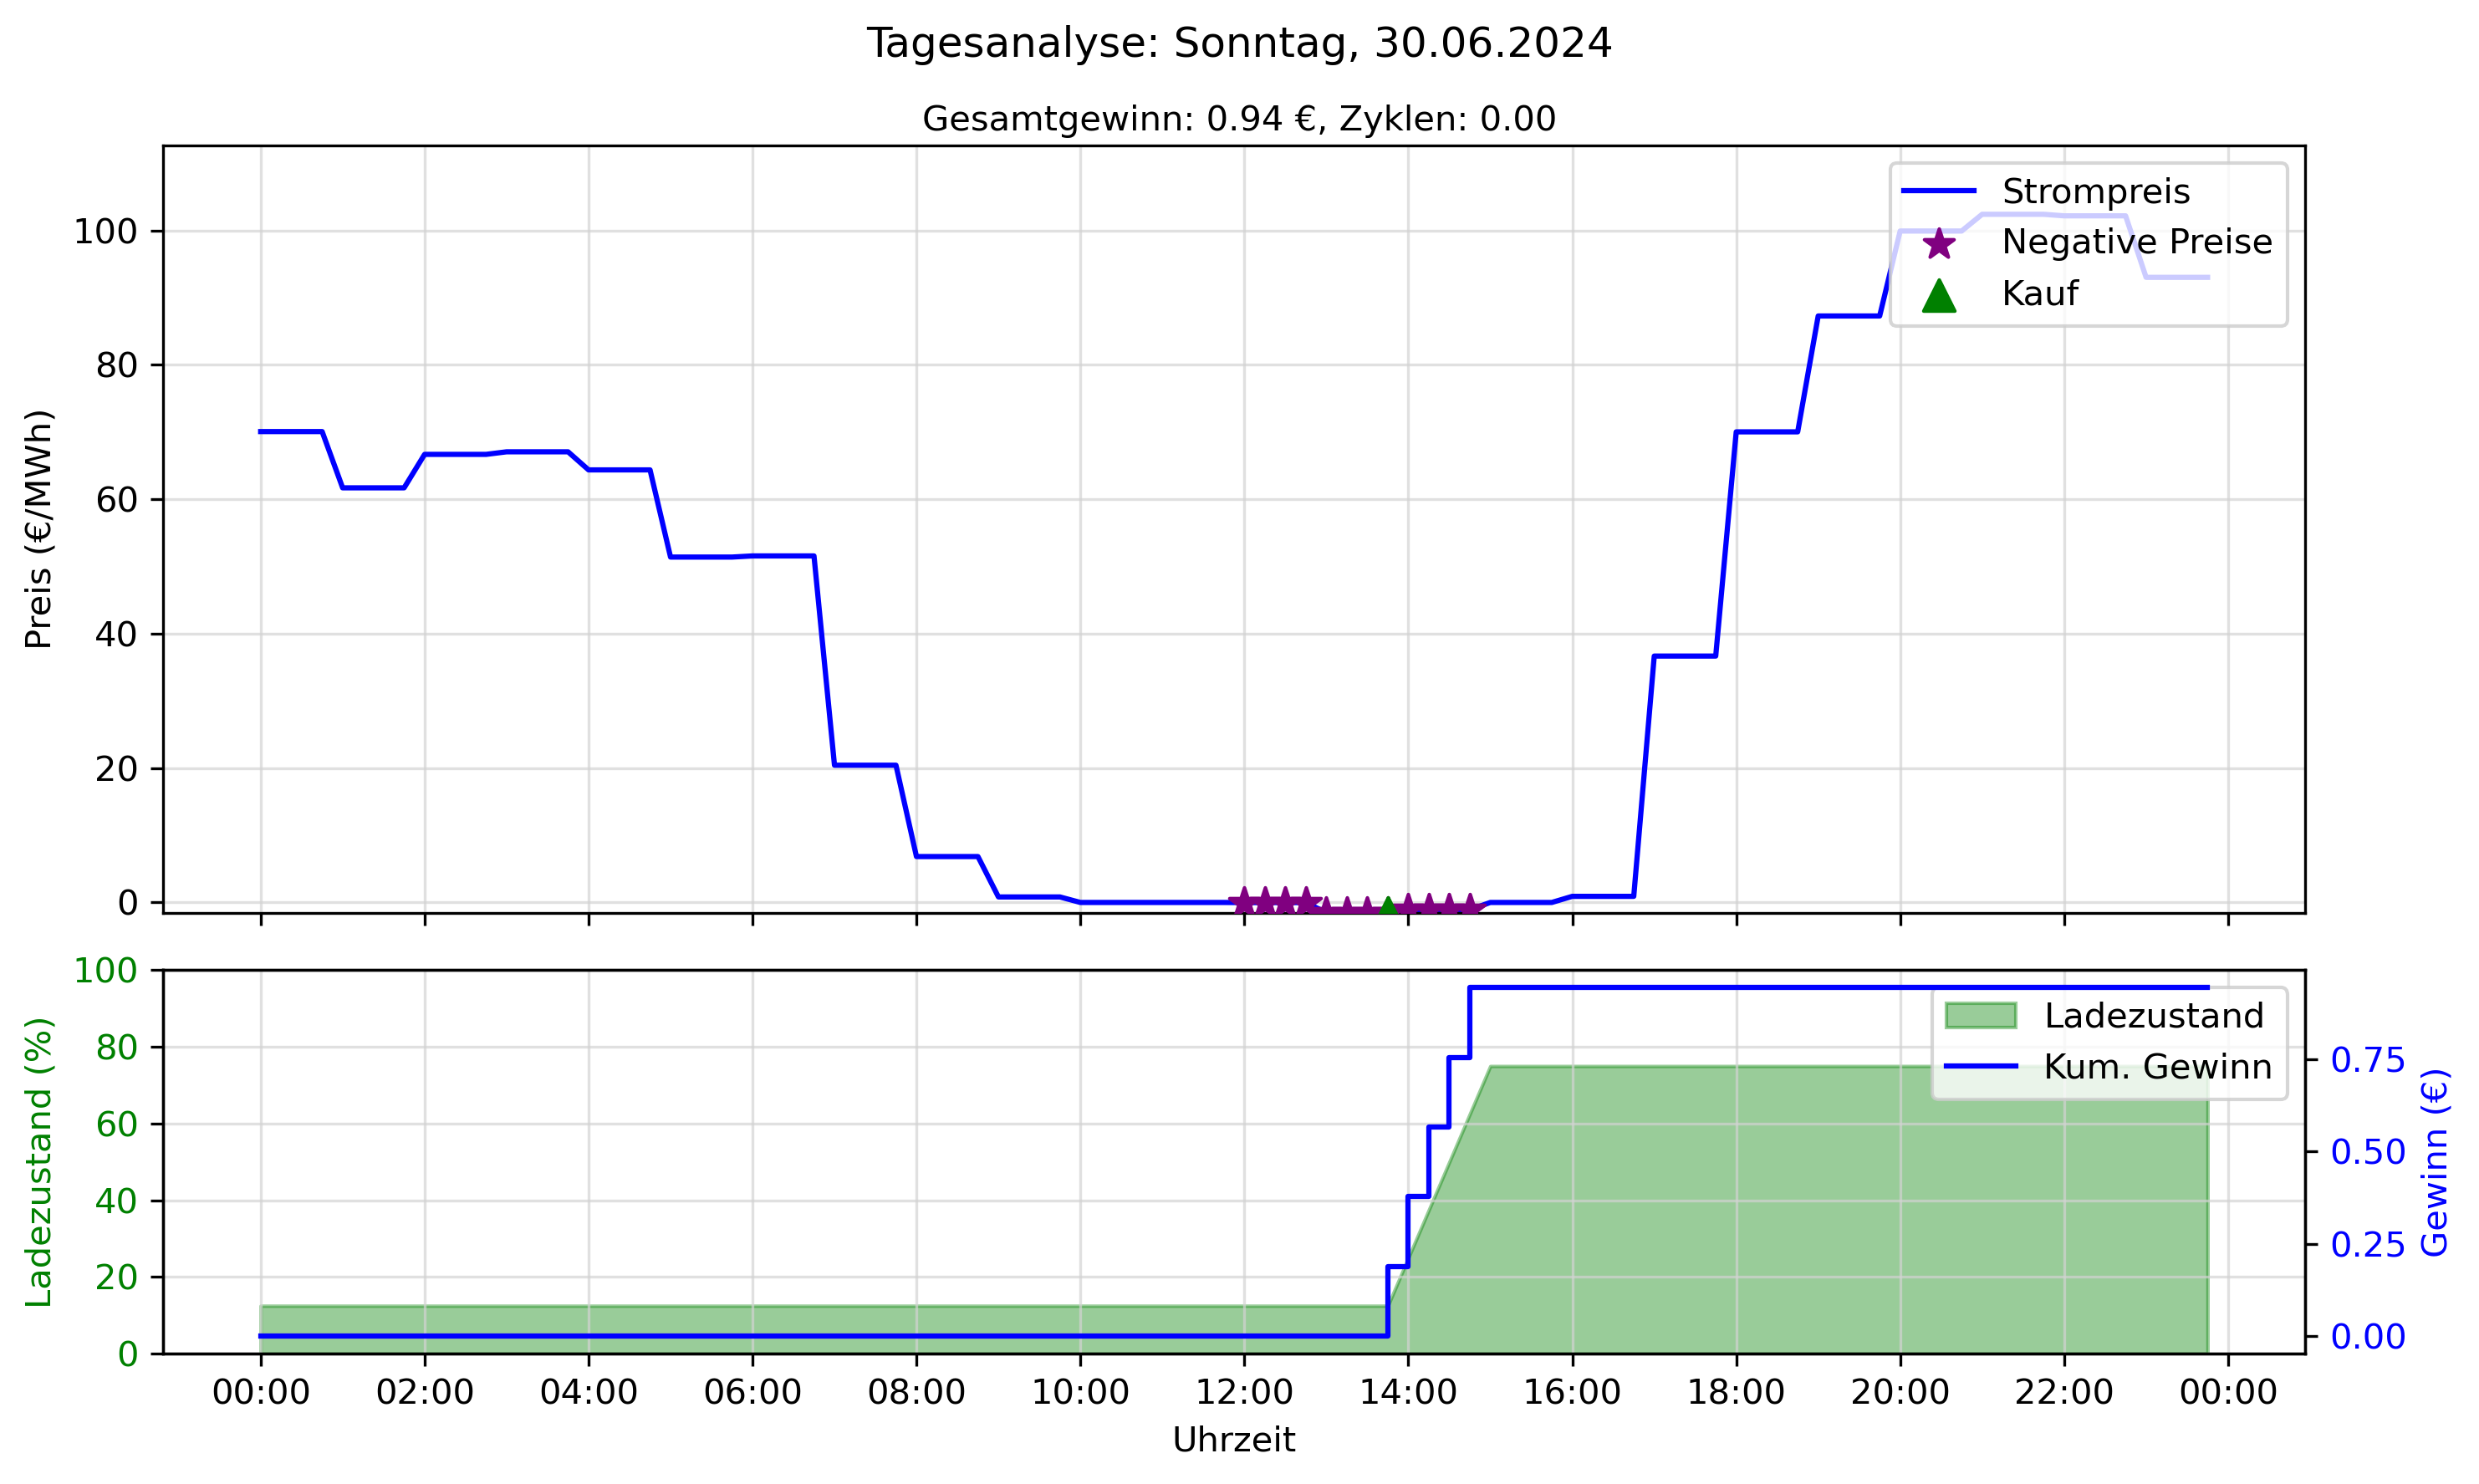 Tagesanalyse: Sonntag, 30.06.2024
Gesamtgewinn: 0.94 €, Zyklen: 0.00
Preis (€/MWh)
100
80
60
40
20
0
Strompreis
Negative Preise
Kauf
Ladezustand (%)
100
80
60
40
20
0
Ladezustand
Kum. Gewinn
0.75
0.50
0.25
0.00
Gewinn (€)
00:00 02:00 04:00 06:00 08:00 10:00 12:00 14:00 16:00 18:00 20:00 22:00 00:00
Uhrzeit